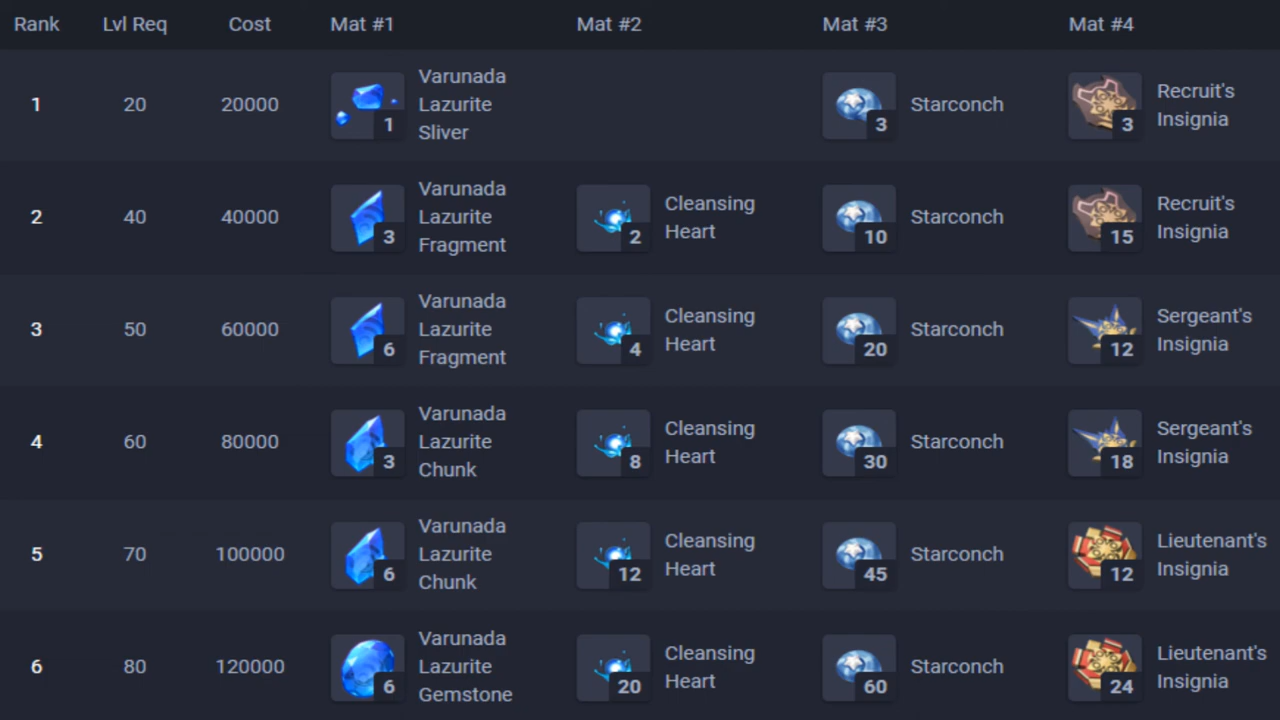 Rank Lvl Req Cost Mat #1 Mat #2 Mat #3 Mat #4
1 20 20000 1 Varunada Lazurite Sliver 3 Starconch 3 Recruit's Insignia
2 40 40000 3 Varunada Lazurite Fragment 2 Cleansing Heart 10 Starconch 15 Recruit's Insignia
3 50 60000 6 Varunada Lazurite Fragment 4 Cleansing Heart 20 Starconch 12 Sergeant's Insignia
4 60 80000 3 Varunada Lazurite Chunk 8 Cleansing Heart 30 Starconch 18 Sergeant's Insignia
5 70 100000 6 Varunada Lazurite Chunk 12 Cleansing Heart 45 Starconch 12 Lieutenant's Insignia
6 80 120000 6 Varunada Lazurite Gemstone 20 Cleansing Heart 60 Starconch 24 Lieutenant's Insignia